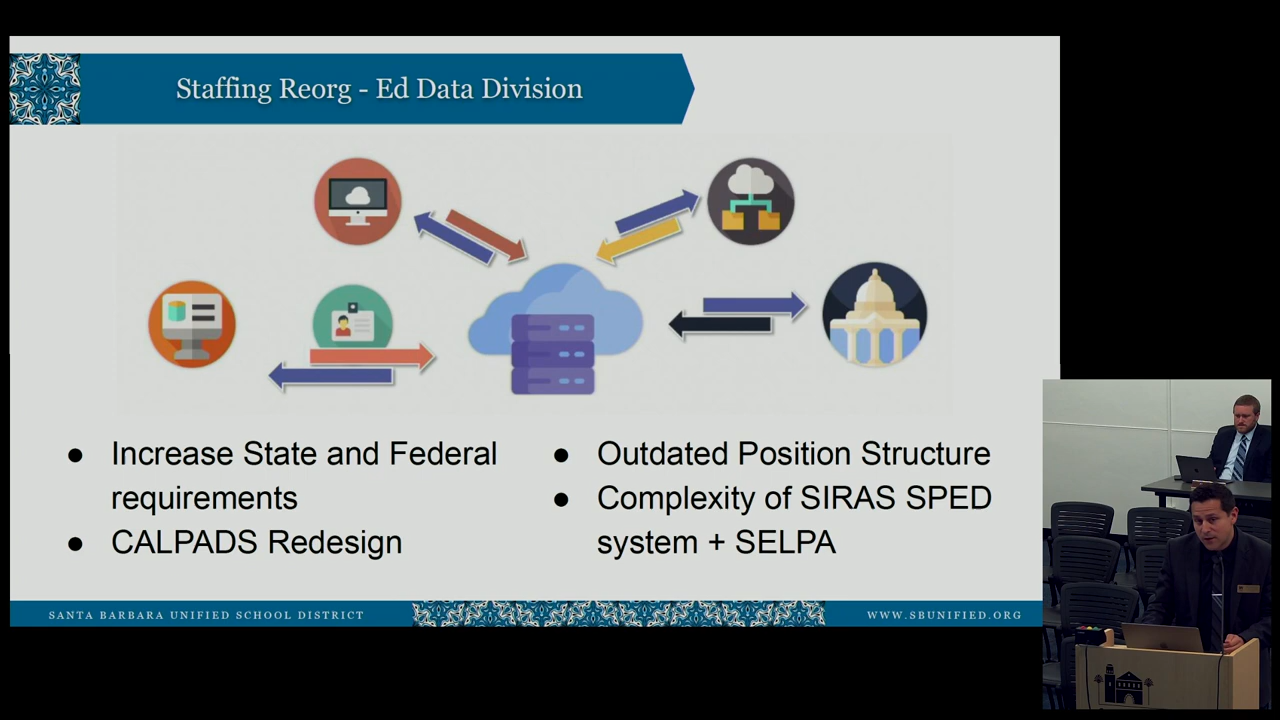 Staffing Reorg - Ed Data Division
● Increase State and Federal
requirements
● CALPADS Redesign
● Outdated Position Structure
● Complexity of SIRAS SPED
system + SELPA
SANTA BARBARA UNIFIED SCHOOL DISTRICT
WWW.SBUNIFIED.ORG